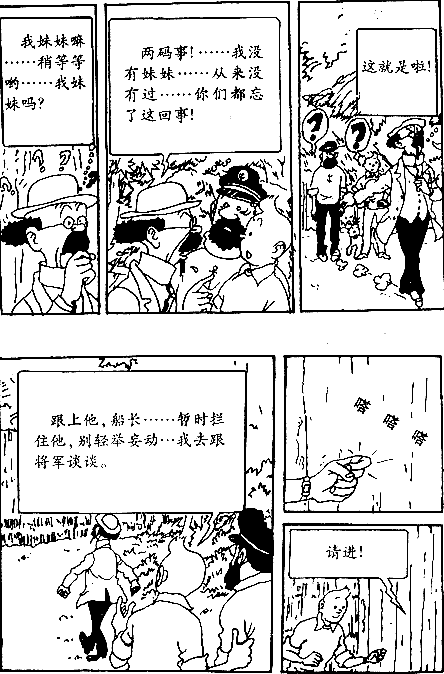 我妹妹嘛
……稍等等
哟……我妹
妹吗?
两码事!……我没
有妹妹……从来没
有过……你们都忘
了这回事!
这就是啦!
? ? ? ?
?
?
跟上他,船长……暂时拦
住他,别轻举妄动…我去跟
将军谈谈。
嗒
嗒
嗒
请进!